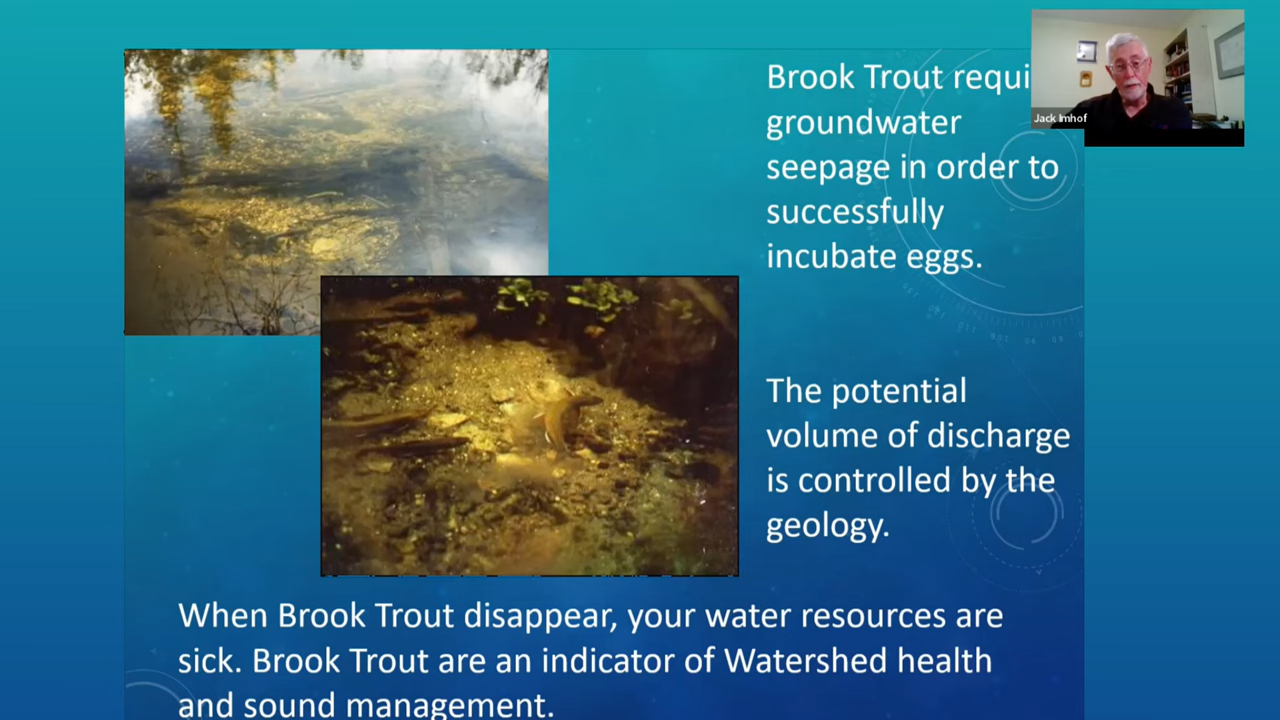 Brook Trout requi
groundwater
seepage in order to
successfully
incubate eggs.
Jack Imhof
The potential
volume of discharge
is controlled by the
geology.
When Brook Trout disappear, your water resources are
sick. Brook Trout are an indicator of Watershed health
and sound management.